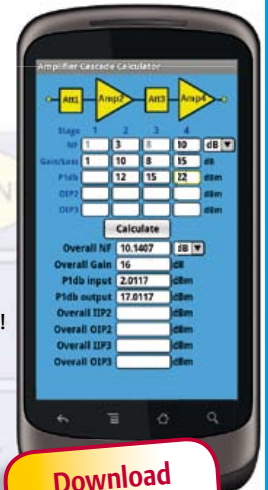 Amplifier Cascade Calculator
Att1 Amp2 Att3 Amp4
Stage 1 2 3 4
NF 1 3 8 10 dB
Gain/Loss 1 10 8 15 dB
P1db 12 15 22 dBm
OIP2 dBm
OIP3 dBm
Calculate
Overall NF 10.1407 dB
Overall Gain 16 dB
P1db input 2.0117 dBm
P1db output 17.0117 dBm
Overall IIP2 dBm
Overall OIP2 dBm
Overall IIP3 dBm
Overall OIP3 dBm
!
Download